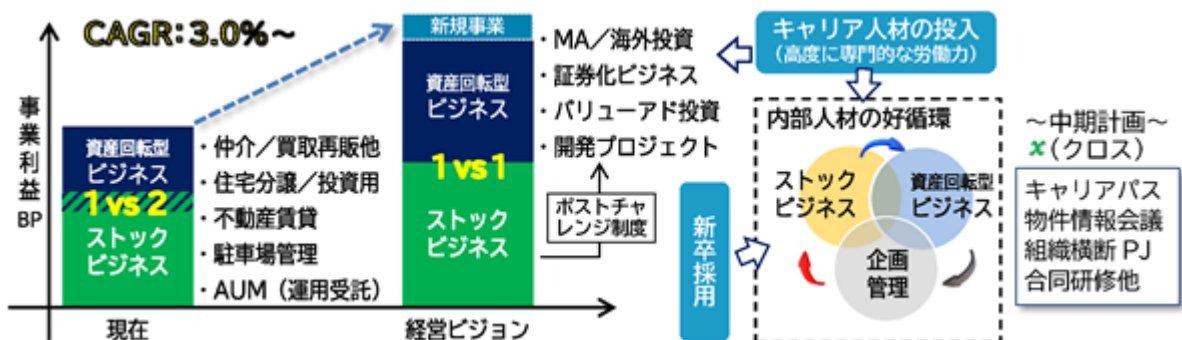 CAGR:3.0%~
事業利益
BP
資産回転型
ビジネス
1 vs 2
ストック
ビジネス
現在
・仲介／買取再販他
・住宅分譲／投資用
・不動産賃貸
・駐車場管理
・AUM（運用受託）
新規事業
資産回転型
ビジネス
1 vs 1
ストック
ビジネス
経営ビジョン
・MA／海外投資
・証券化ビジネス
・バリューアド投資
・開発プロジェクト
ポストチャ
レンジ制度
キャリア人材の投入
（高度に専門的な労働力）
新卒採用
内部人材の好循環
ストック
ビジネス
資産回転型
ビジネス
企画
管理
～中期計画～
x（クロス）
キャリアパス
物件情報会議
組織横断 PJ
合同研修他